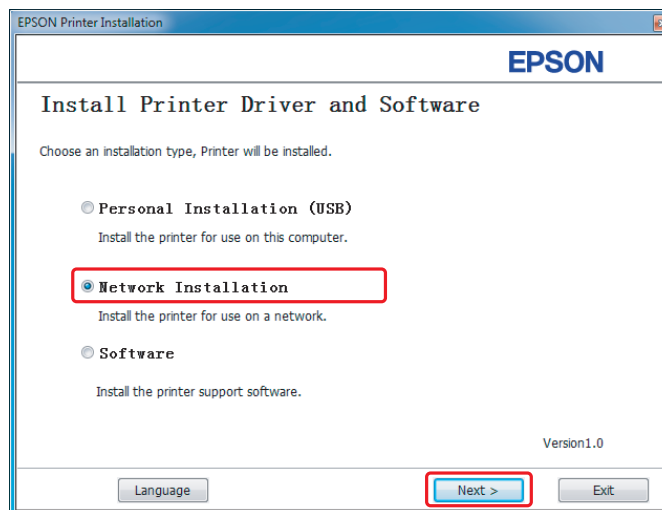 EPSON Printer Installation
EPSON
Install Printer Driver and Software
Choose an installation type, Printer will be installed.
Personal Installation (USB)
Install the printer for use on this computer.
Network Installation
Install the printer for use on a network.
Software
Install the printer support software.
Version1.0
Language
Next >
Exit